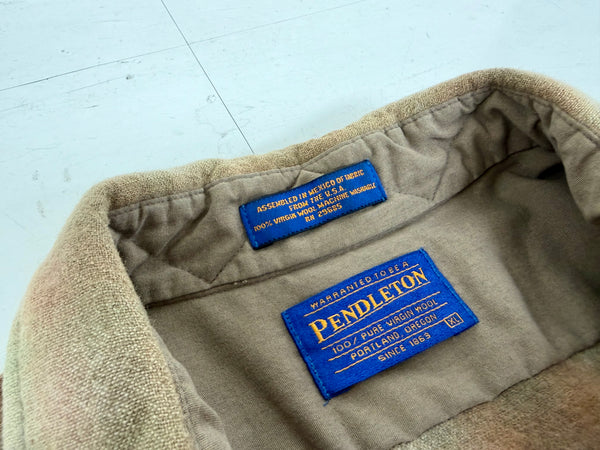 ASSEMBLED IN MEXICO OF FABRIC
FROM THE U.S.A.
100% VIRGIN WOOL MACHINE WASHABLE
RN 29685
WARRANTED TO BE A
PENDLETON
100% PURE VIRGIN WOOL
PORTLAND, OREGON
SINCE 1863
XL